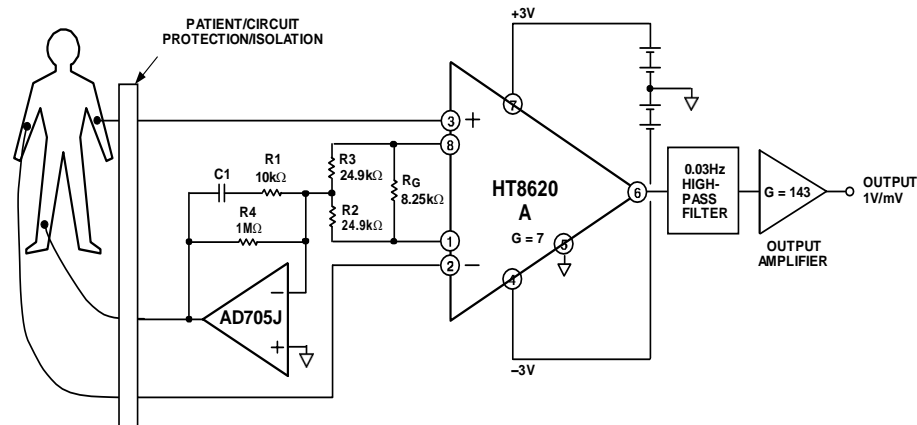 PATIENT/CIRCUIT
PROTECTION/ISOLATION
+3V
7
3
+
8
R3
24.9kΩ
R1
10kΩ
C1
RG
8.25kΩ
HT8620
A
G = 7
6
0.03Hz
HIGH-
PASS
FILTER
G = 143
OUTPUT
1V/mV
OUTPUT
AMPLIFIER
R4
1MΩ
R2
24.9kΩ
1
5
2
–
4
–
AD705J
+
–3V